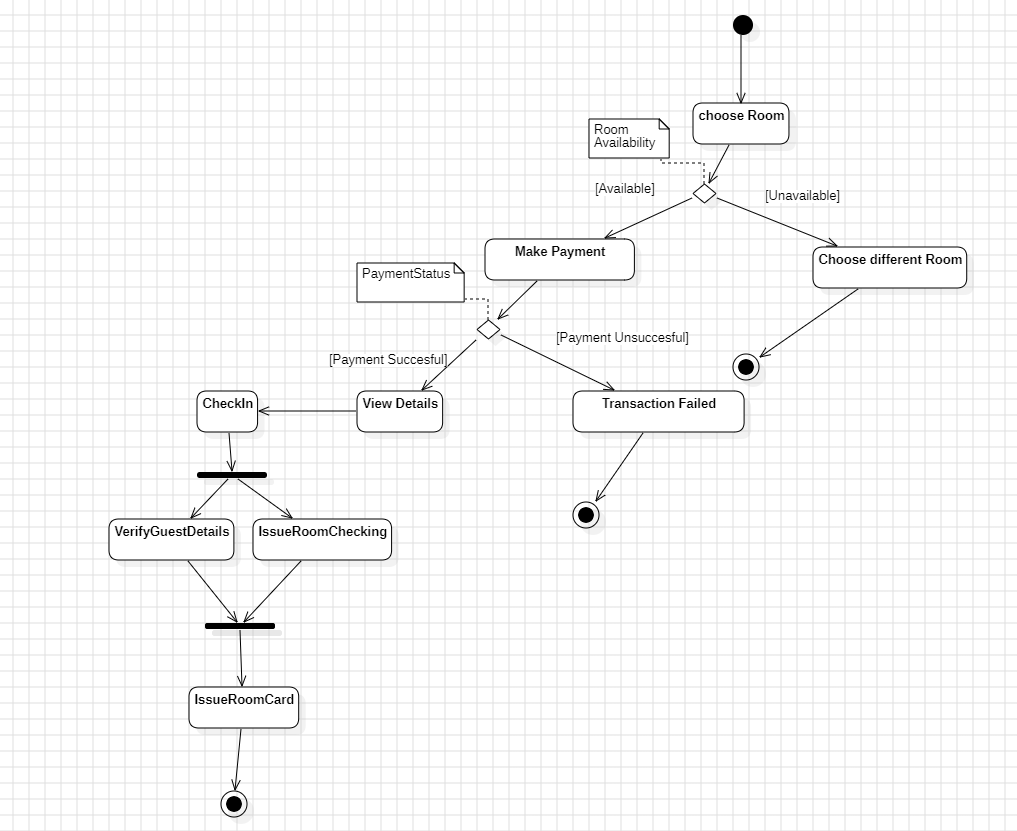 choose Room
Room
Availability
[Available]
[Unavailable]
Make Payment
Choose different Room
PaymentStatus
[Payment Unsuccesful]
[Payment Succesful]
CheckIn
View Details
Transaction Failed
VerifyGuestDetails
IssueRoomChecking
IssueRoomCard